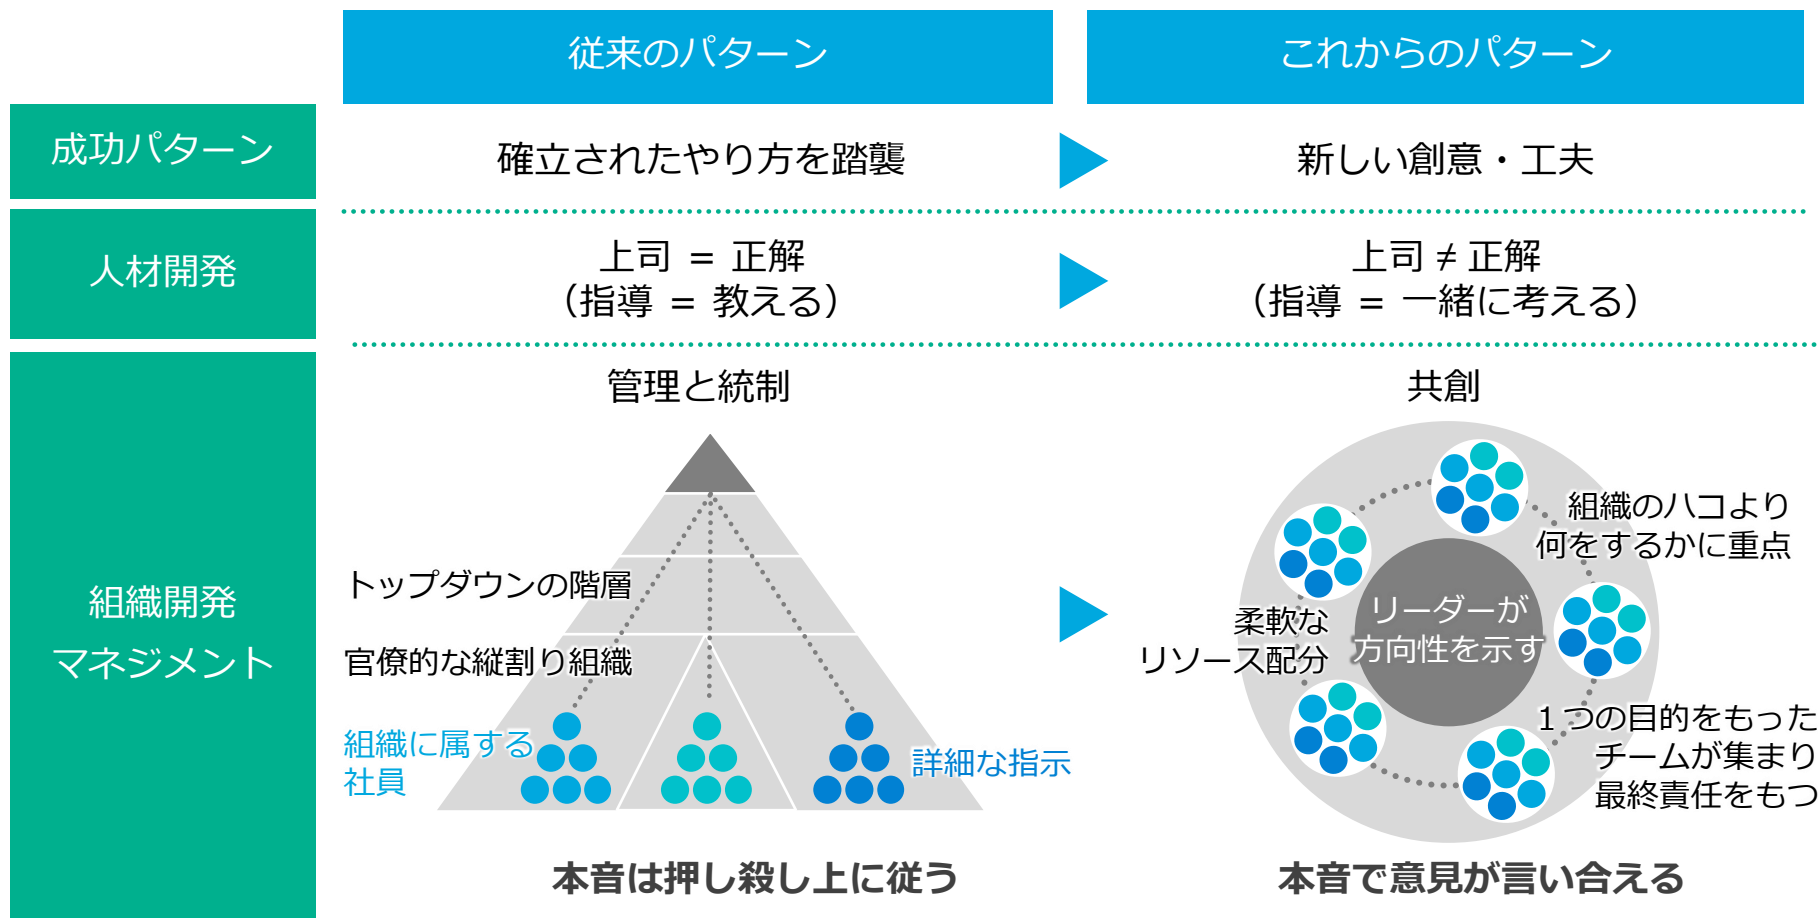 従来のパターン
これからのパターン
成功パターン
確立されたやり方を踏襲
新しい創意・工夫
人材開発
上司 = 正解
（指導 = 教える）
上司 ≠ 正解
（指導 = 一緒に考える）
組織開発
マネジメント
管理と統制
トップダウンの階層
官僚的な縦割り組織
組織に属する
社員
詳細な指示
本音は押し殺し上に従う
共創
組織のハコより
何をするかに重点
柔軟な
リソース配分
リーダーが
方向性を示す
１つの目的をもった
チームが集まり
最終責任をもつ
本音で意見が言い合える